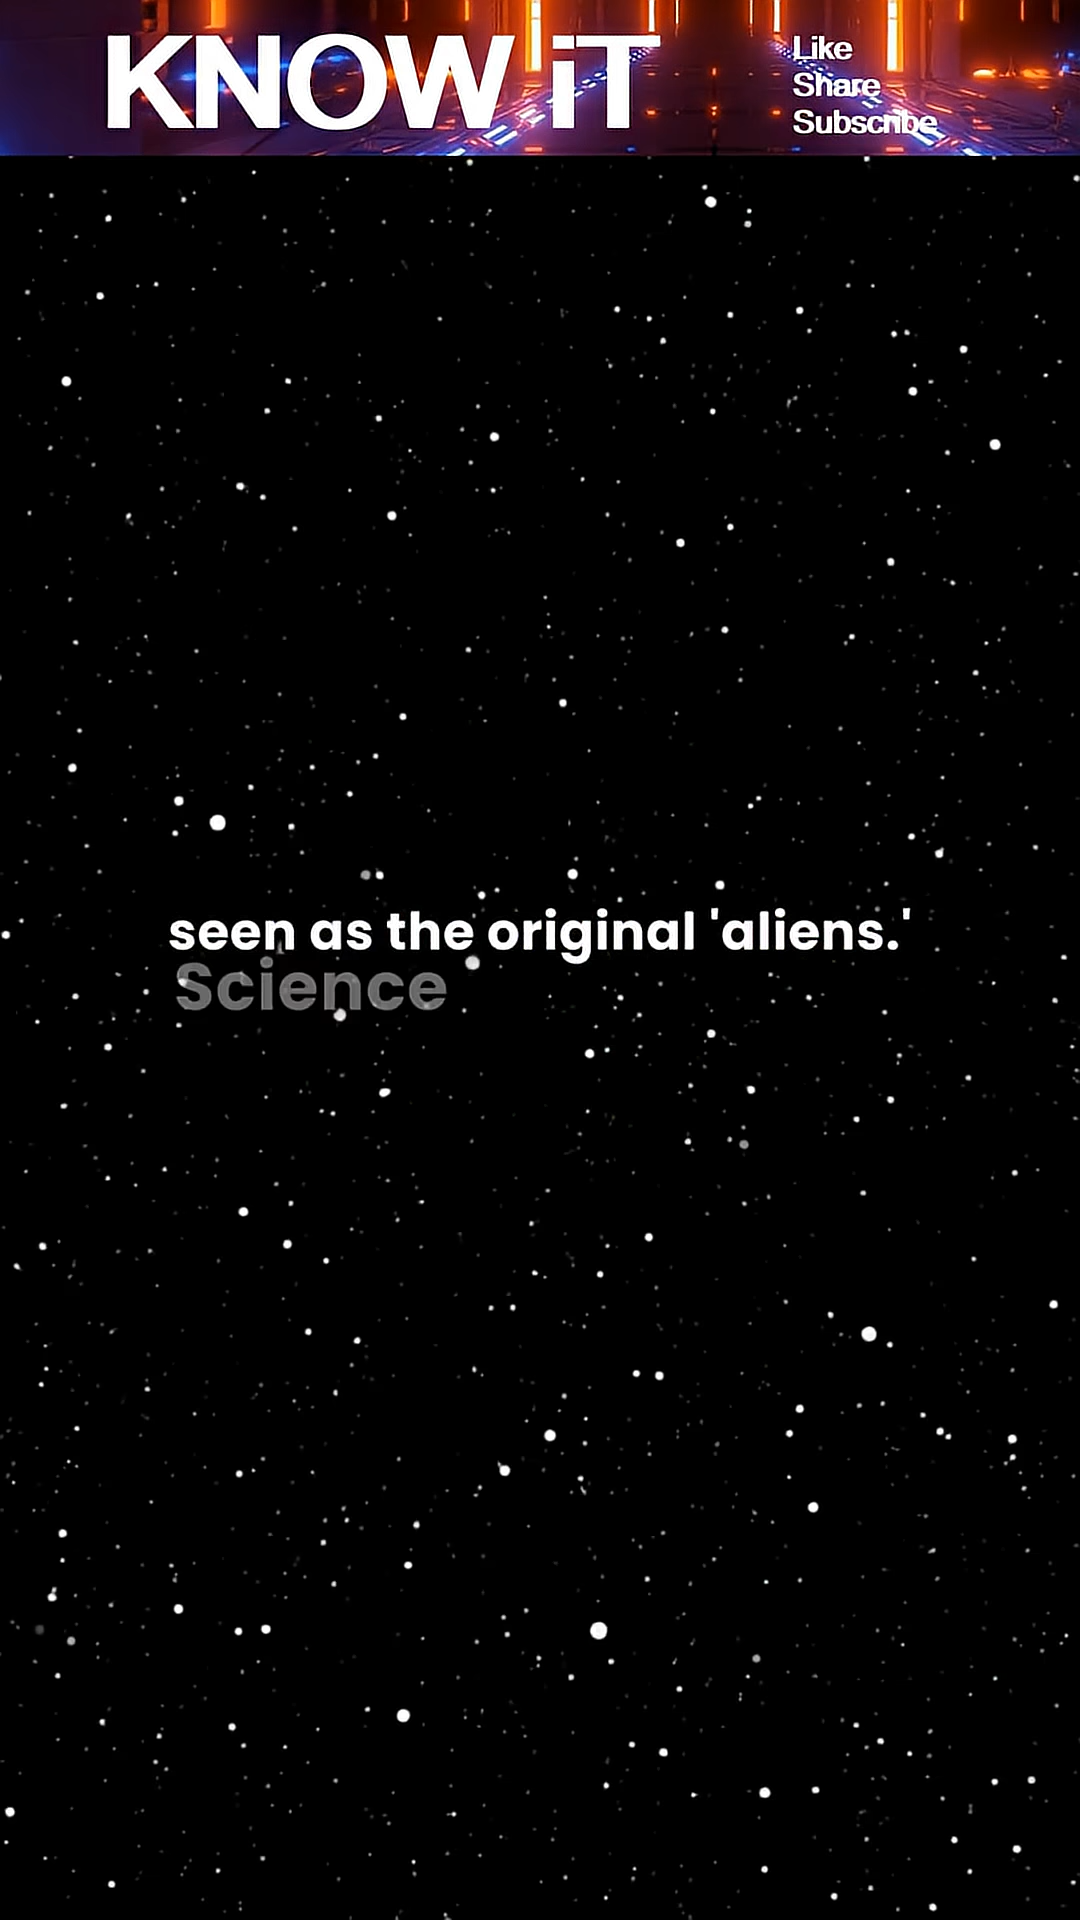 KNOW iT
Like
Share
Subscribe
seen as the original 'aliens.'
Science